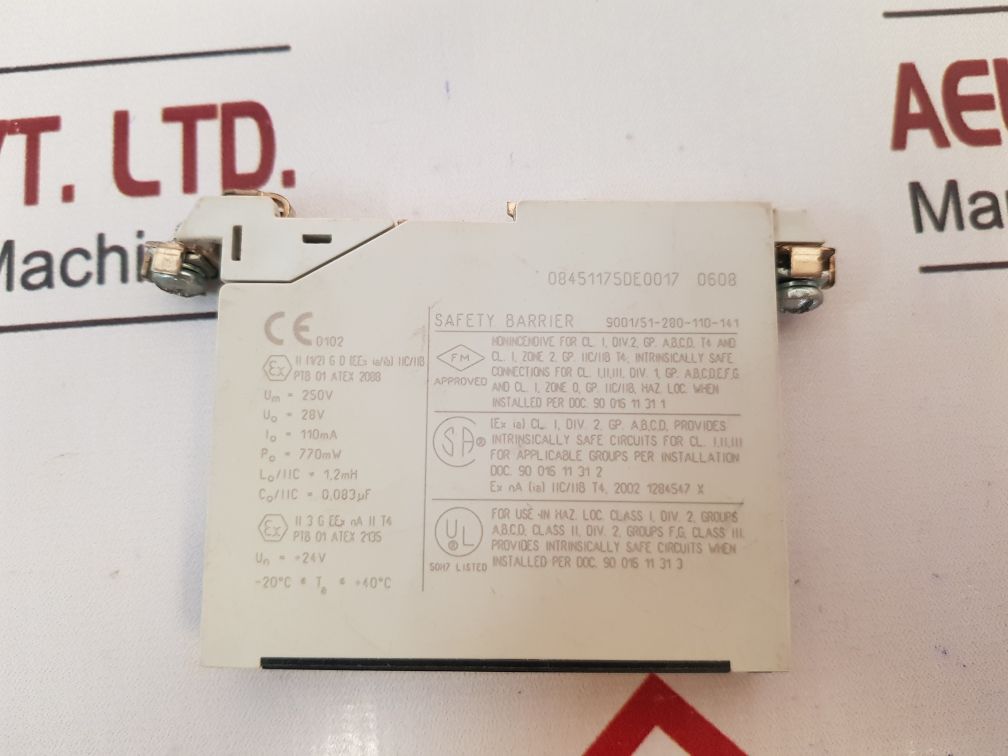 VT. LTD.
Machi
AE
Ma
08451175DE0017 0608
CE 0102
SAFETY BARRIER 9001/51-280-110-141
Ex II (1/2) G D [EEx ia/ib] IIC/IIB
PTB 01 ATEX 2088
Um = 250V
Uo = 28V
Io = 110mA
Po = 770mW
Lo/IIC = 1,2mH
Co/IIC = 0,083µF
Ex II 3 G EEx nA II T4
PTB 01 ATEX 2135
Un = +24V
-20°C ≤ Ta ≤ +40°C
FM
APPROVED
NONINCENDIVE FOR CL. I, DIV.2, GP. A,B,C,D, T4 AND
CL. I, ZONE 2, GP. IIC/IIB T4; INTRINSICALLY SAFE
CONNECTIONS FOR CL. I,II,III, DIV. 1, GP. A,B,C,D,E,F,G
AND CL. I, ZONE 0, GP. IIC/IIB, HAZ. LOC. WHEN
INSTALLED PER DOC. 90 015 11 31 1
SA®
[Ex ia] CL. I, DIV. 2, GP. A,B,C,D, PROVIDES
INTRINSICALLY SAFE CIRCUITS FOR CL. I,II,III
FOR APPLICABLE GROUPS PER INSTALLATION
DOC. 90 015 11 31 2
Ex nA [ia] IIC/IIB T4, 2002 1284547 X
UL®
50H7 LISTED
FOR USE IN HAZ. LOC. CLASS I, DIV. 2, GROUPS
A,B,C,D, CLASS II, DIV. 2, GROUPS F,G, CLASS III.
PROVIDES INTRINSICALLY SAFE CIRCUITS WHEN
INSTALLED PER DOC. 90 015 11 31 3